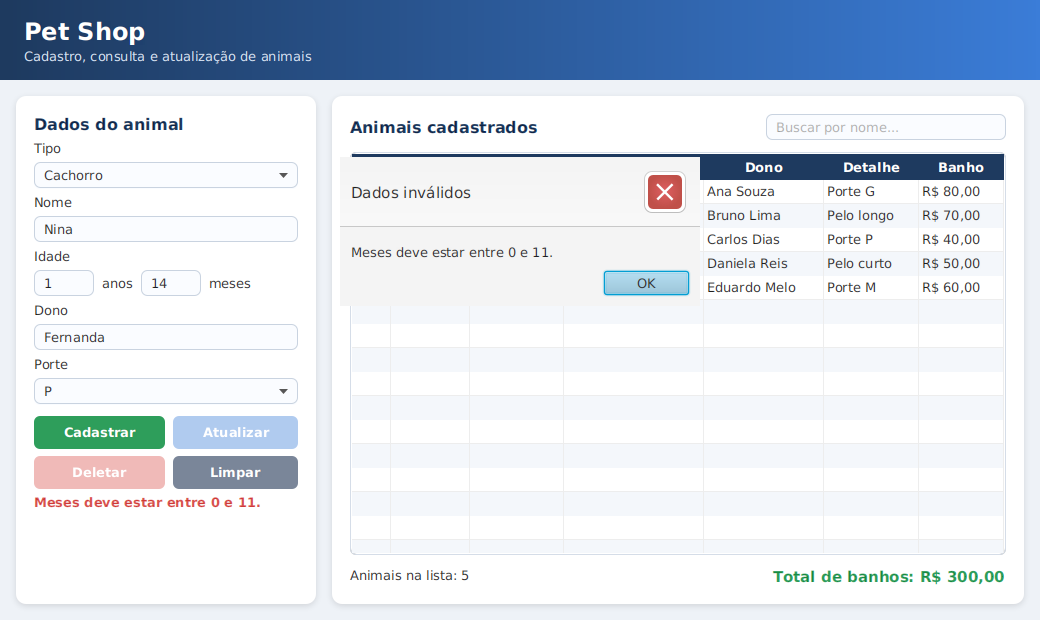 Pet Shop
Cadastro, consulta e atualização de animais
Dados do animal
Tipo
Cachorro
Nome
Nina
Idade
1 anos 14 meses
Dono
Fernanda
Porte
P
Cadastrar Atualizar
Deletar Limpar
Meses deve estar entre 0 e 11.
Animais cadastrados
Buscar por nome...
Dados inválidos
Meses deve estar entre 0 e 11.
OK
Dono Detalhe Banho
Ana Souza Porte G R$ 80,00
Bruno Lima Pelo longo R$ 70,00
Carlos Dias Porte P R$ 40,00
Daniela Reis Pelo curto R$ 50,00
Eduardo Melo Porte M R$ 60,00
Animais na lista: 5
Total de banhos: R$ 300,00